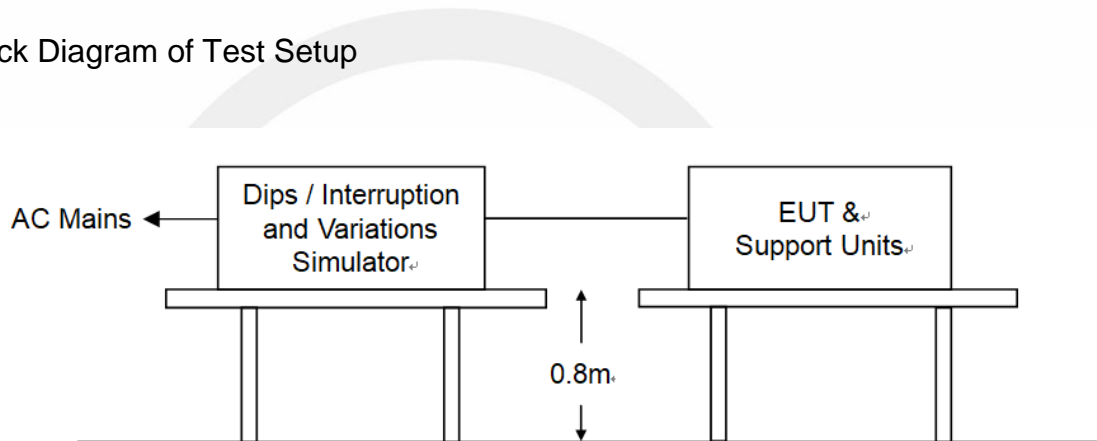 ck Diagram of Test Setup
AC Mains
Dips / Interruption
and Variations
Simulator
EUT &
Support Units
0.8m